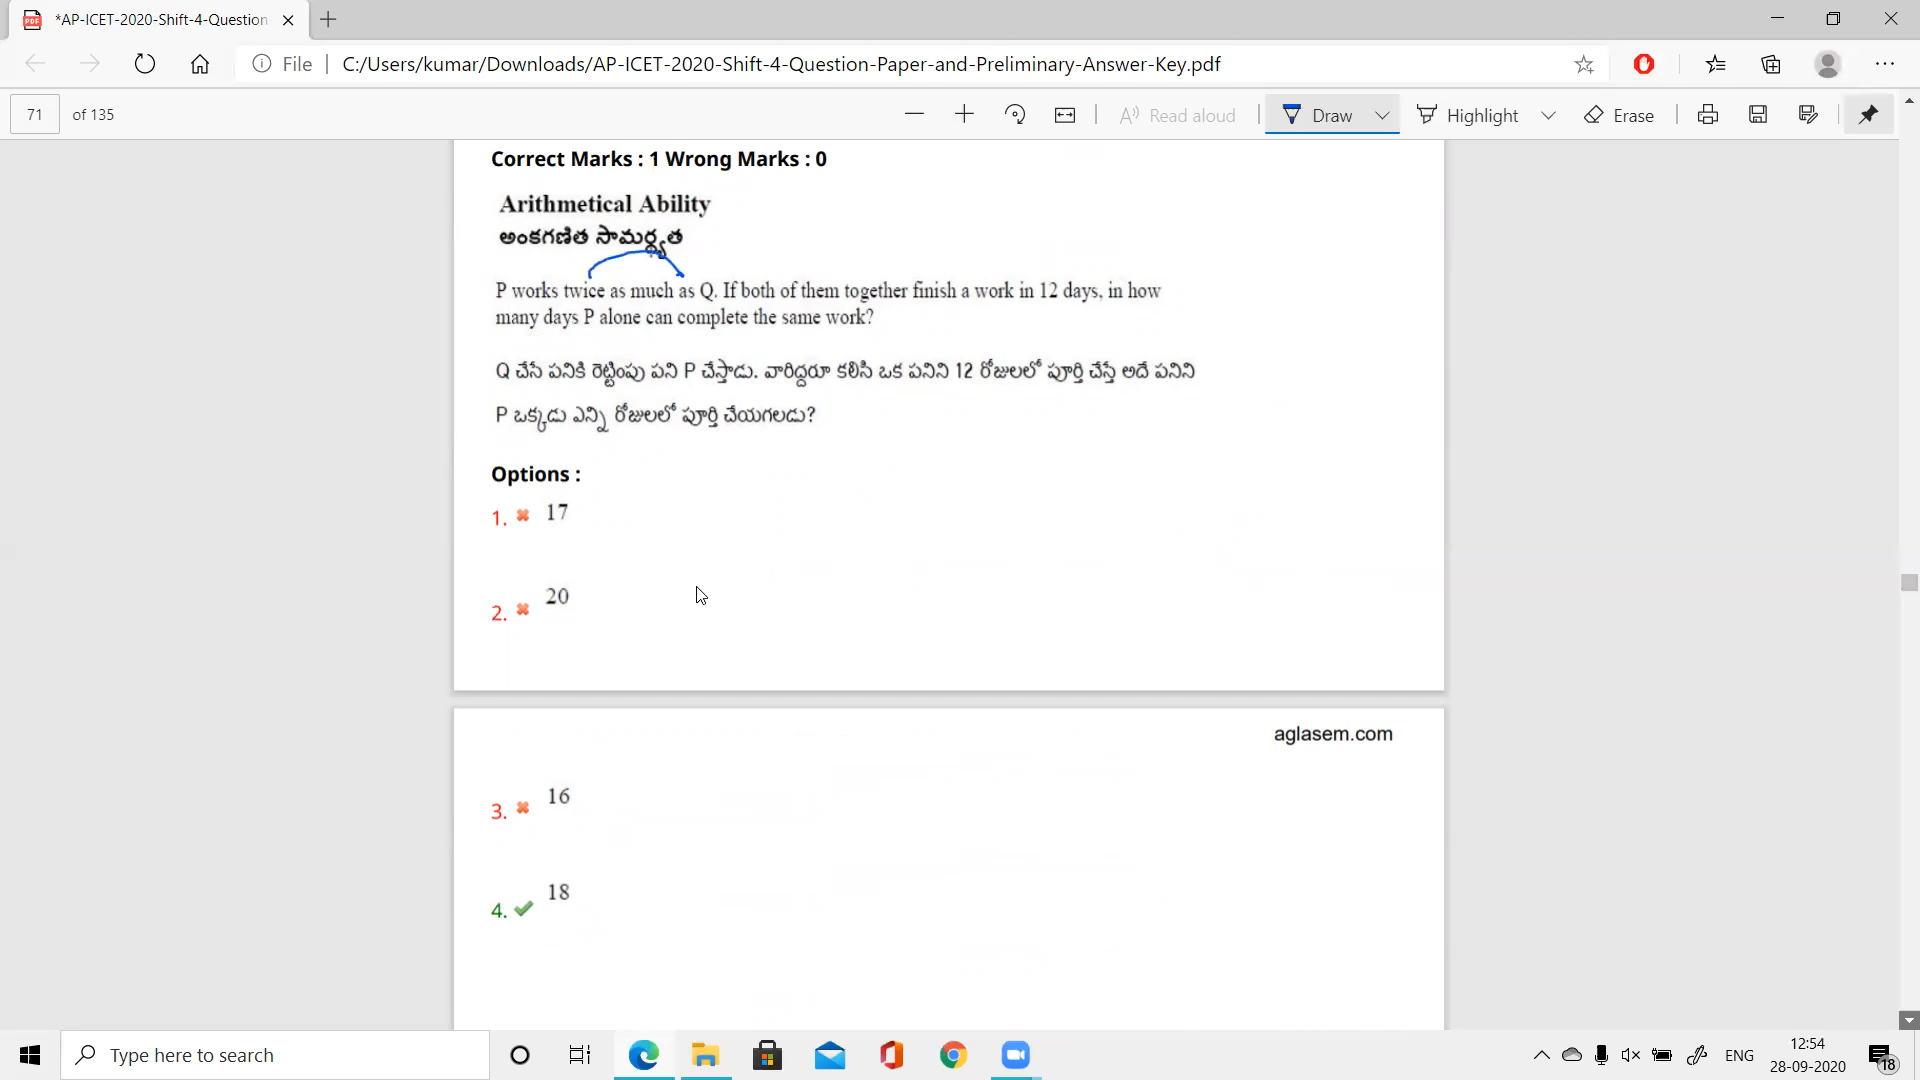 *AP-ICET-2020-Shift-4-Question
File
C:/Users/kumar/Downloads/AP-ICET-2020-Shift-4-Question-Paper-and-Preliminary-Answer-Key.pdf
71 of 135
Read aloud
Draw
Highlight
Erase
Correct Marks : 1 Wrong Marks : 0
Arithmetical Ability
అంకగణిత సామర్థ్యత
P works twice as much as Q. If both of them together finish a work in 12 days, in how
many days P alone can complete the same work?
Q చేసే పనికి రెట్టింపు పని P చేస్తాడు. వారిద్దరూ కలిసి ఒక పనిని 12 రోజులలో పూర్తి చేస్తే అదే పనిని
P ఒక్కడు ఎన్ని రోజులలో పూర్తి చేయగలడు?
Options :
1. 17
2. 20
aglasem.com
3. 16
4. 18
Type here to search
ENG
12:54
28-09-2020
18